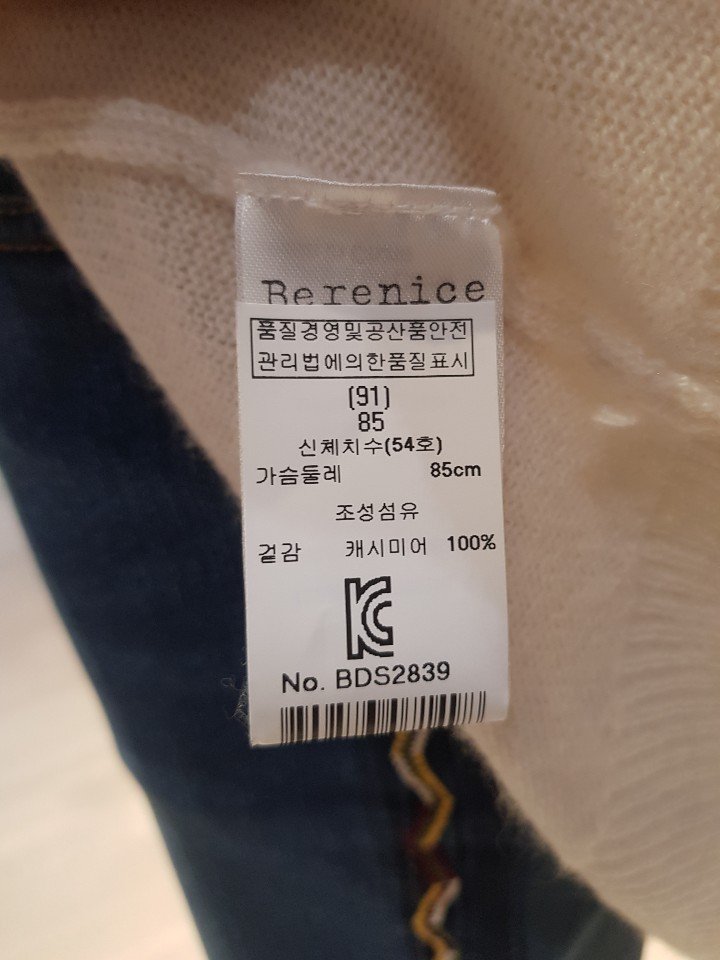 Berenice
품질경영및공산품안전
관리법에의한품질표시
(91)
85
신체치수(54호)
가슴둘레 85cm
조성섬유
겉감 캐시미어 100%
KC
No. BDS2839